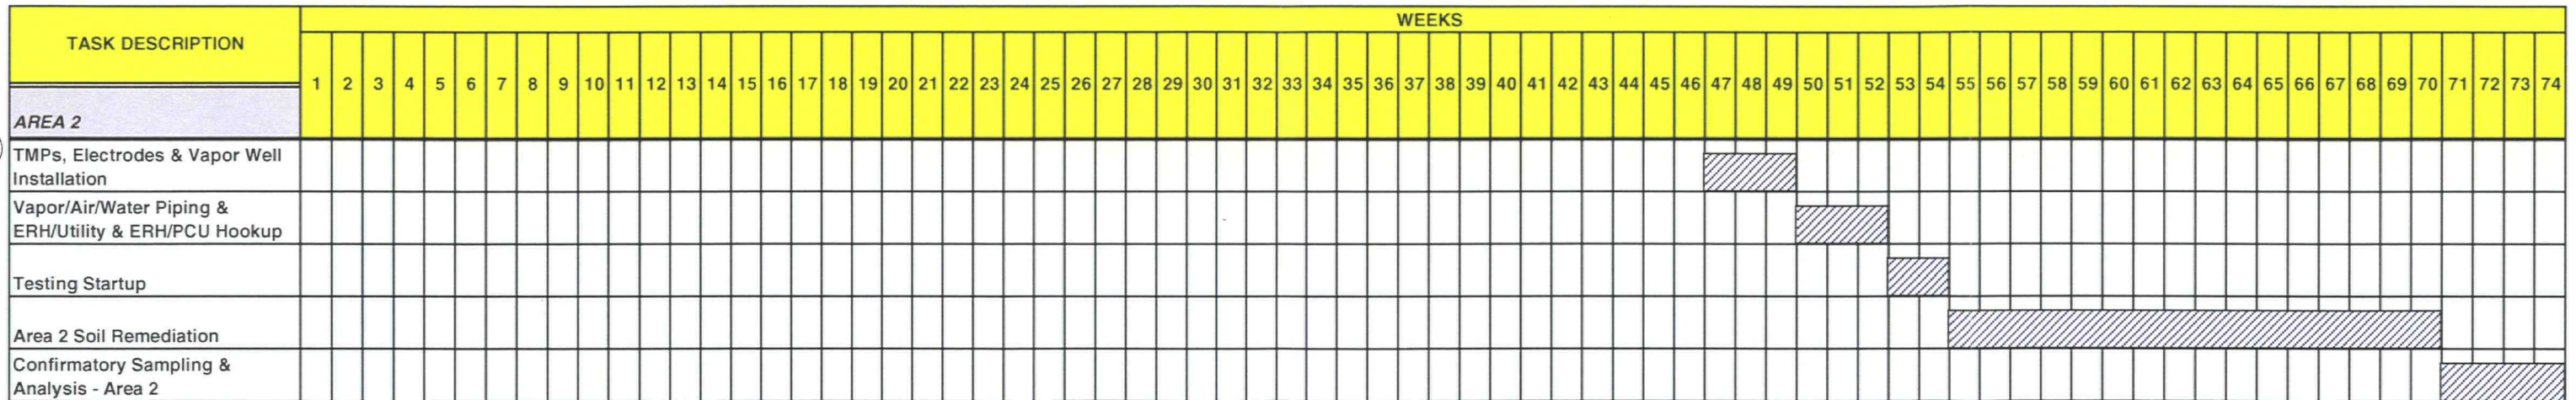 WEEKS
TASK DESCRIPTION
1 2 3 4 5 6 7 8 9 10 11 12 13 14 15 16 17 18 19 20 21 22 23 24 25 26 27 28 29 30 31 32 33 34 35 36 37 38 39 40 41 42 43 44 45 46 47 48 49 50 51 52 53 54 55 56 57 58 59 60 61 62 63 64 65 66 67 68 69 70 71 72 73 74
AREA 2
TMPs, Electrodes & Vapor Well
Installation
Vapor/Air/Water Piping &
ERH/Utility & ERH/PCU Hookup
Testing Startup
Area 2 Soil Remediation
Confirmatory Sampling &
Analysis - Area 2